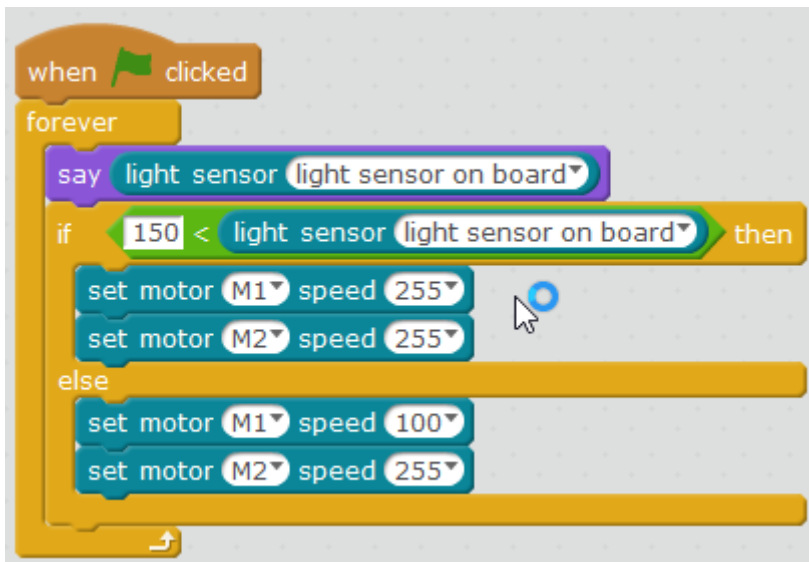 when clicked
forever
say light sensor light sensor on board
if 150 < light sensor light sensor on board then
set motor M1 speed 255
set motor M2 speed 255
else
set motor M1 speed 100
set motor M2 speed 255